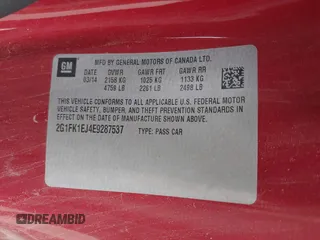 GM
MFD BY GENERAL MOTORS OF CANADA LTD.
DATE GVWR GAWR FRT GAWR RR
03/14 2158 KG 1025 KG 1133 KG
4758 LB 2261 LB 2498 LB
THIS VEHICLE CONFORMS TO ALL APPLICABLE U.S. FEDERAL MOTOR
VEHICLE SAFETY, BUMPER, AND THEFT PREVENTION STANDARDS
IN EFFECT ON THE DATE OF MANUFACTURE SHOWN ABOVE.
2G1FK1EJ4E9287537 TYPE: PASS CAR
DREAMBID